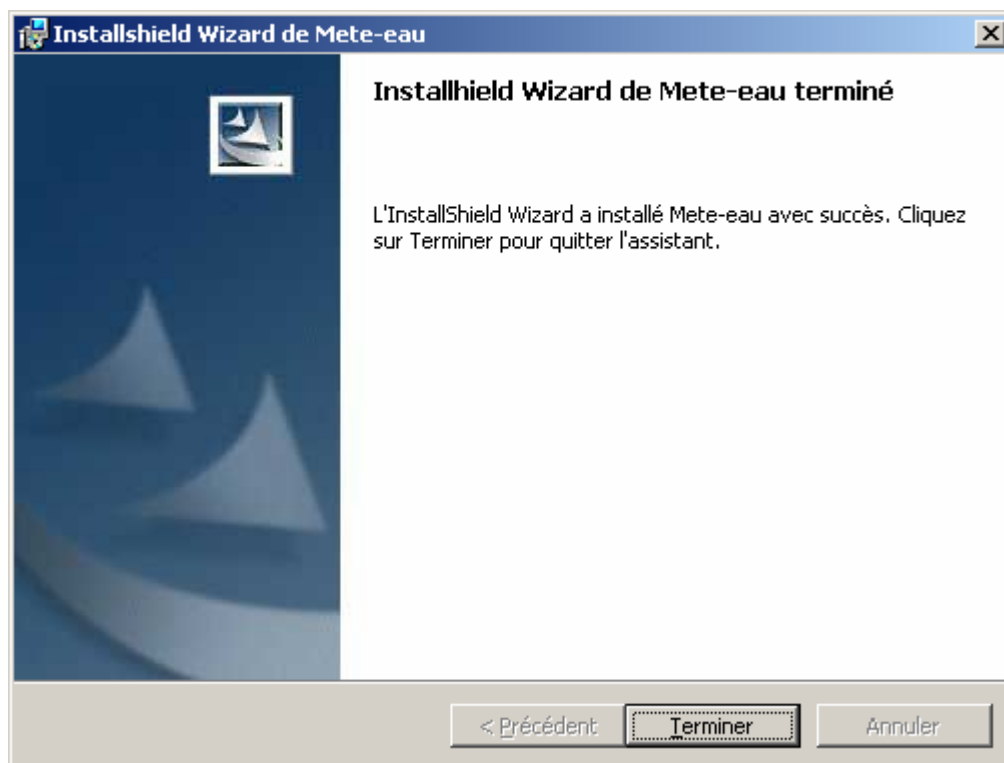 Installshield Wizard de Mete-eau
Installhield Wizard de Mete-eau terminé
L'InstallShield Wizard a installé Mete-eau avec succès. Cliquez
sur Terminer pour quitter l'assistant.
< Précédent Terminer Annuler